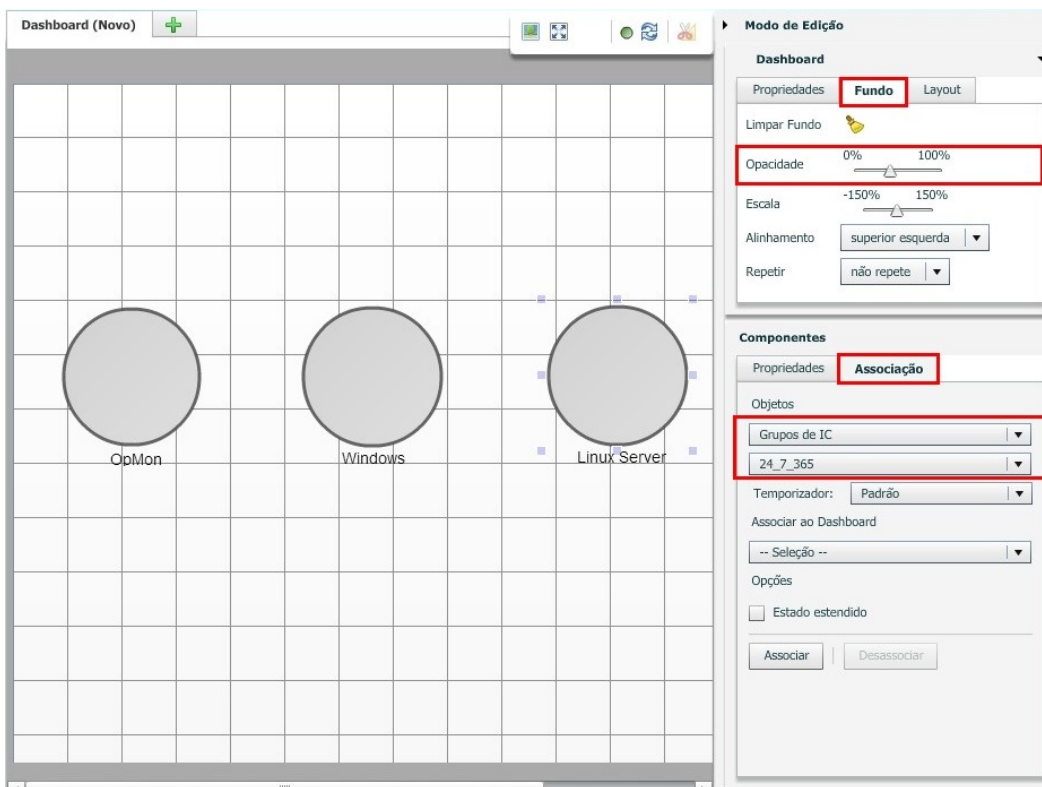 Dashboard (Novo)
OpMon
Windows
Linux Server
Modo de Edição
Dashboard
Propriedades Fundo Layout
Limpar Fundo
Opacidade 0% 100%
Escala -150% 150%
Alinhamento superior esquerda
Repetir não repete
Componentes
Propriedades Associação
Objetos
Grupos de IC
24_7_365
Temporizador: Padrão
Associar ao Dashboard
-- Seleção --
Opções
Estado estendido
Associar Desassociar